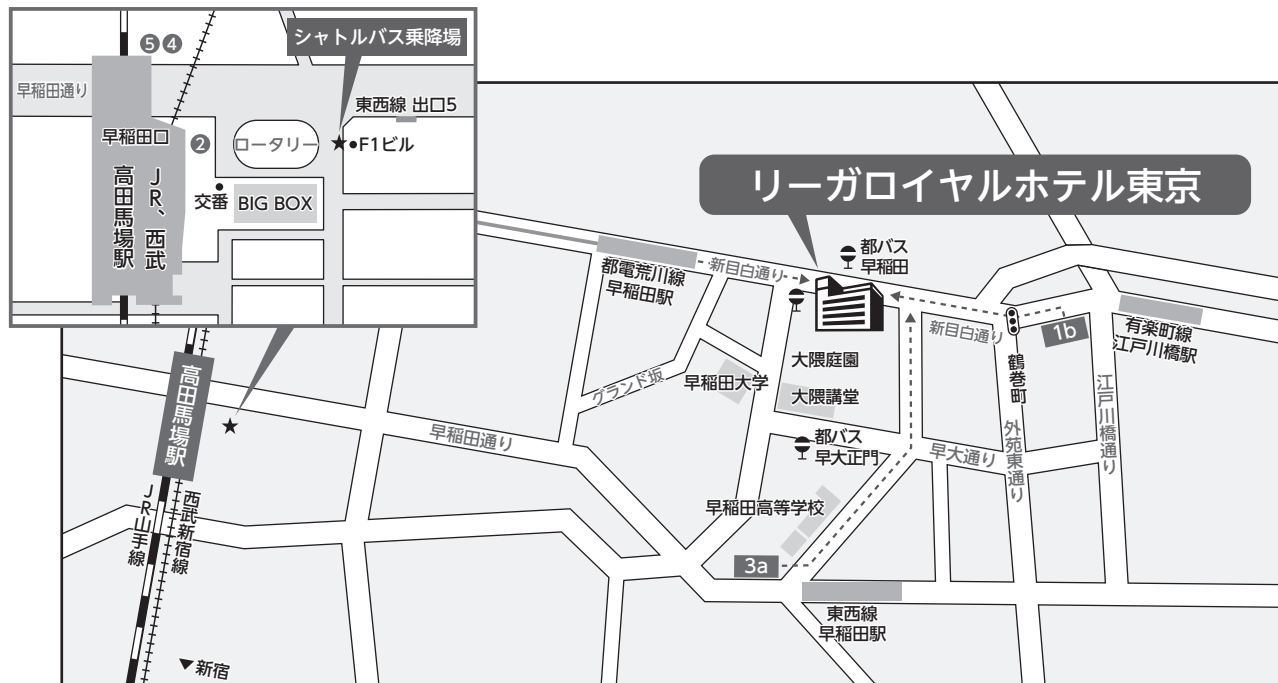 ❺❹
シャトルバス乗降場
早稲田通り
東西線 出口5
早稲田口
❷
ロータリー
★●F1ビル
交番
BIG BOX
JR、西武
高田馬場駅
リーガロイヤルホテル東京
都バス
早稲田
新目白通り
都電荒川線
早稲田駅
新目白通り
1b
有楽町線
江戸川橋駅
大隈庭園
早稲田大学
大隈講堂
グランド坂
鶴巻町
江戸川橋通り
高田馬場駅
★
早稲田通り
都バス
早大正門
早大通り
外苑東通り
早稲田高等学校
JR山手線
西武新宿線
3a
東西線
早稲田駅
▼新宿